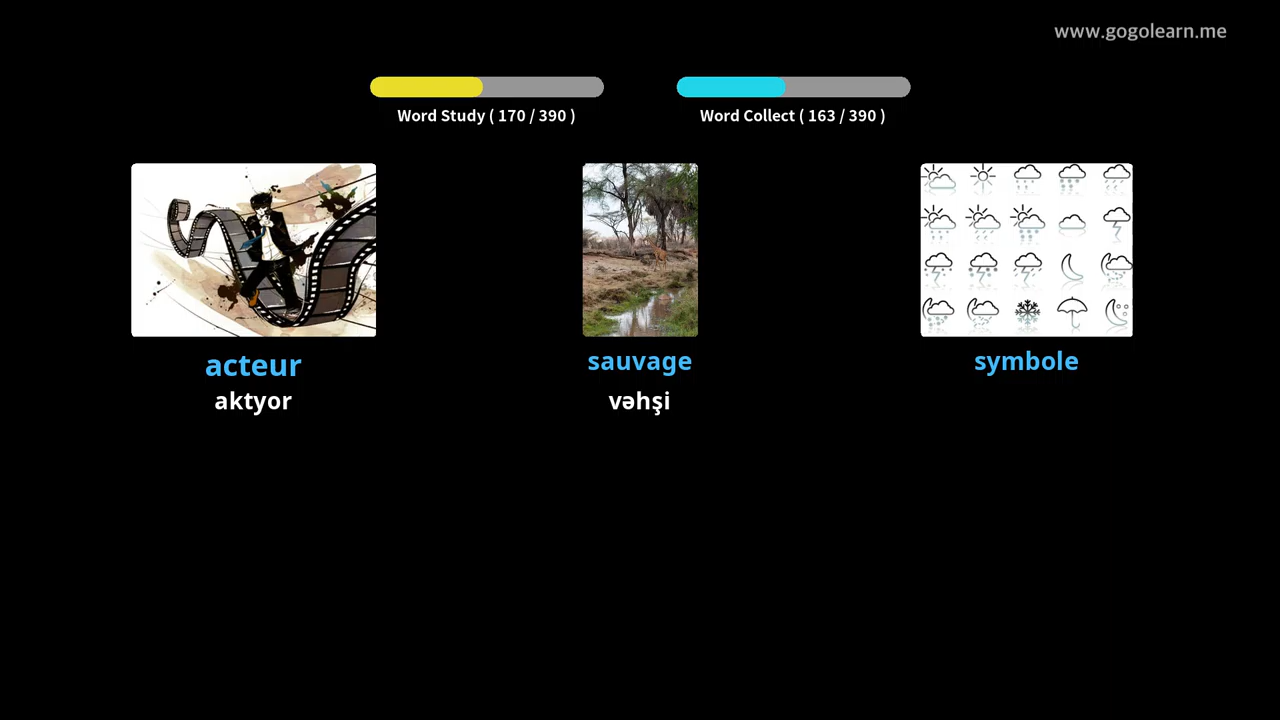 www.gogolearn.me
Word Study ( 170 / 390 )
Word Collect ( 163 / 390 )
acteur
aktyor
sauvage
vəhşi
symbole